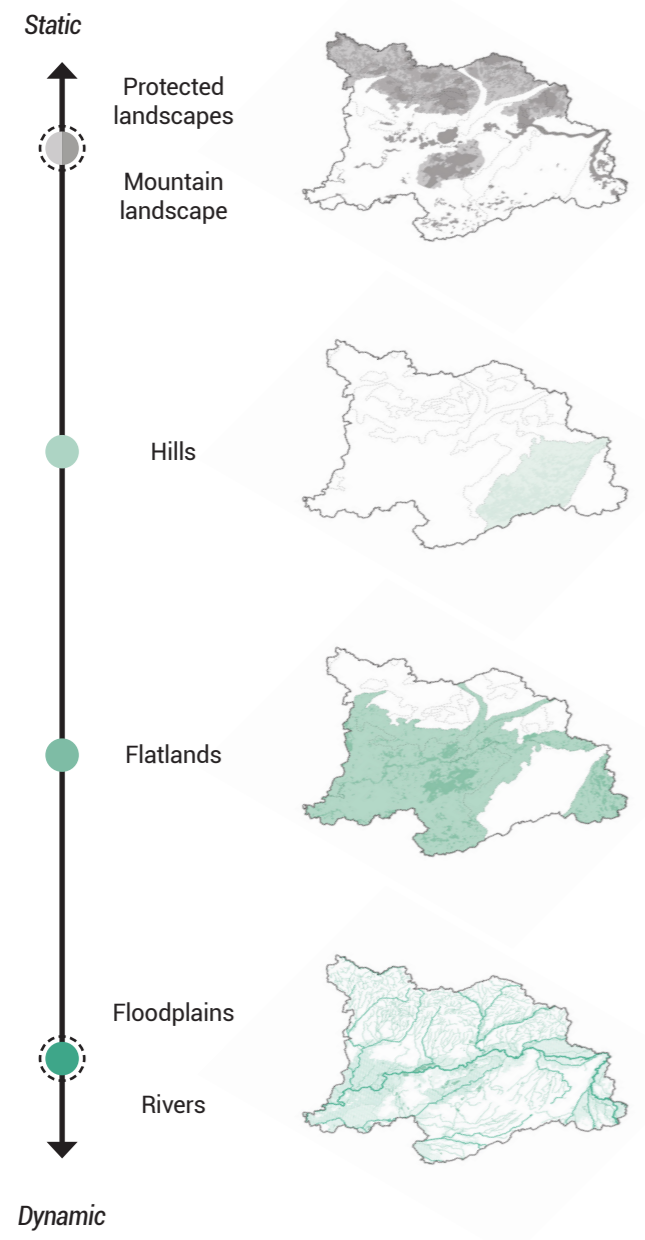 Static
Protected
landscapes
Mountain
landscape
Hills
Flatlands
Floodplains
Rivers
Dynamic